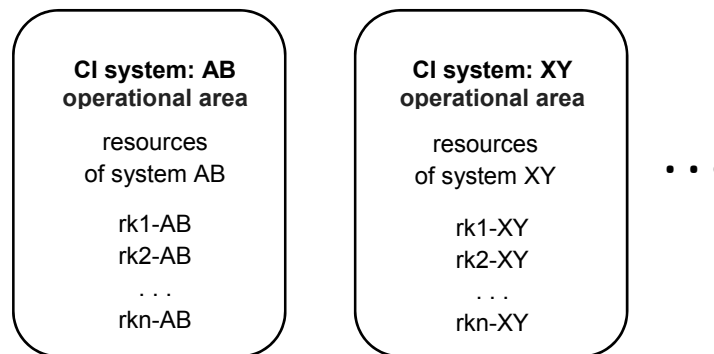 CI system: AB
operational area
resources
of system AB
rk1-AB
rk2-AB
. . .
rkn-AB
CI system: XY
operational area
resources
of system XY
rk1-XY
rk2-XY
. . .
rkn-XY
. . .